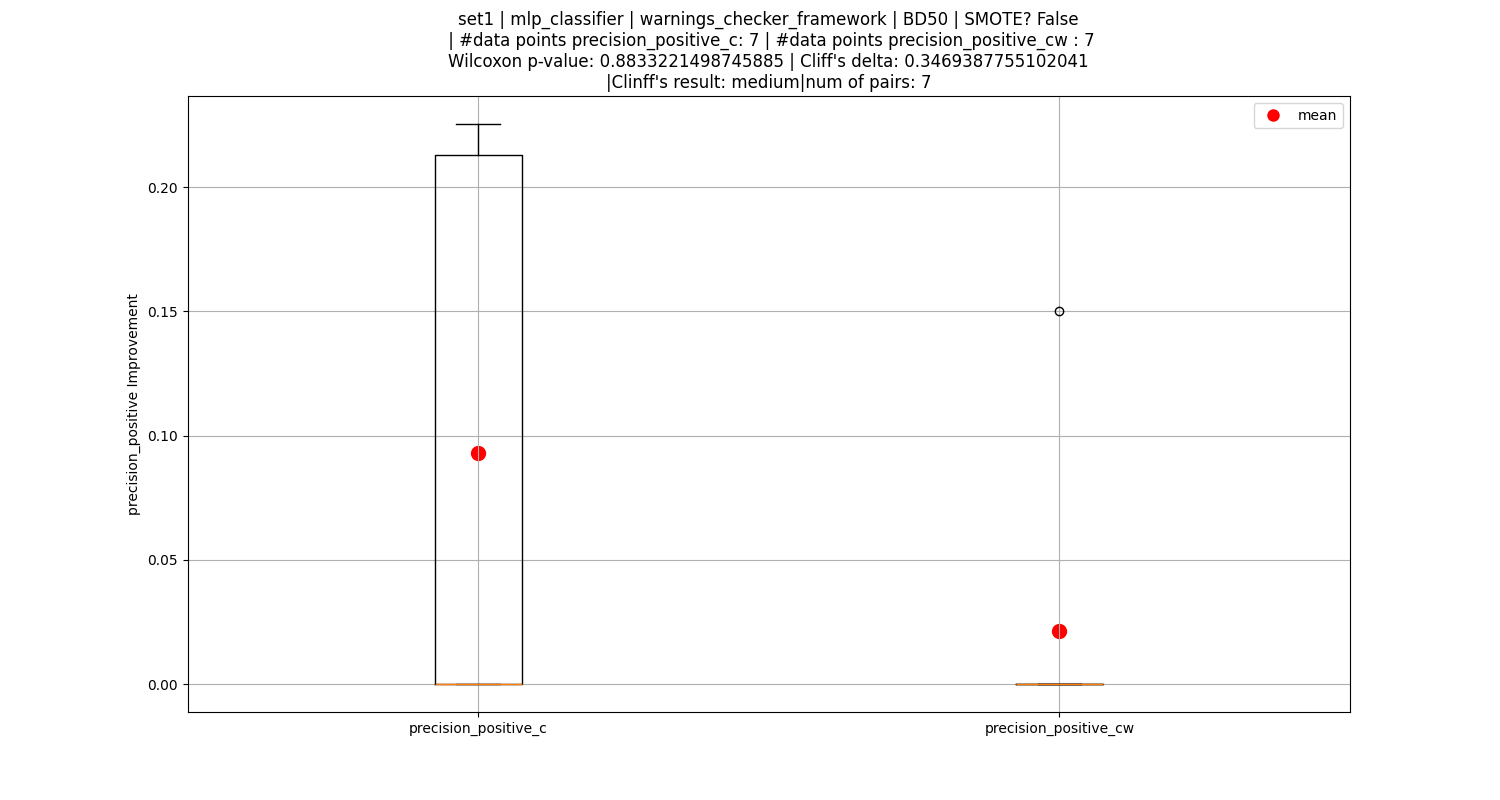 set1 | mlp_classifier | warnings_checker_framework | BD50 | SMOTE? False
| #data points precision_positive_c: 7 | #data points precision_positive_cw : 7
Wilcoxon p-value: 0.8833221498745885 | Cliff's delta: 0.3469387755102041
|Clinff's result: medium|num of pairs: 7
mean
precision_positive Improvement
0.20
0.15
0.10
0.05
0.00
precision_positive_c
precision_positive_cw